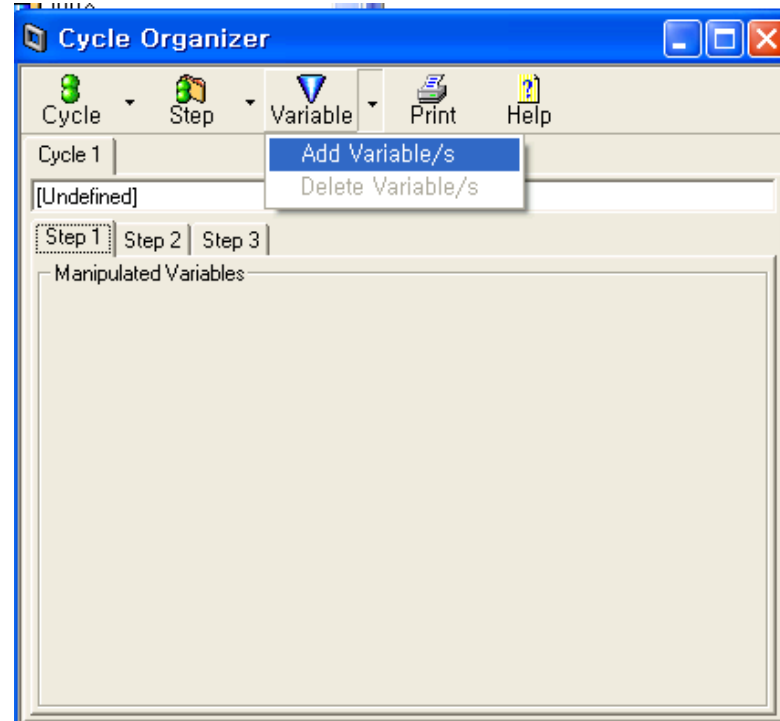 Cycle Organizer
Cycle Step Variable Print Help
Cycle 1 Add Variable/s
[Undefined] Delete Variable/s
Step 1 Step 2 Step 3
Manipulated Variables